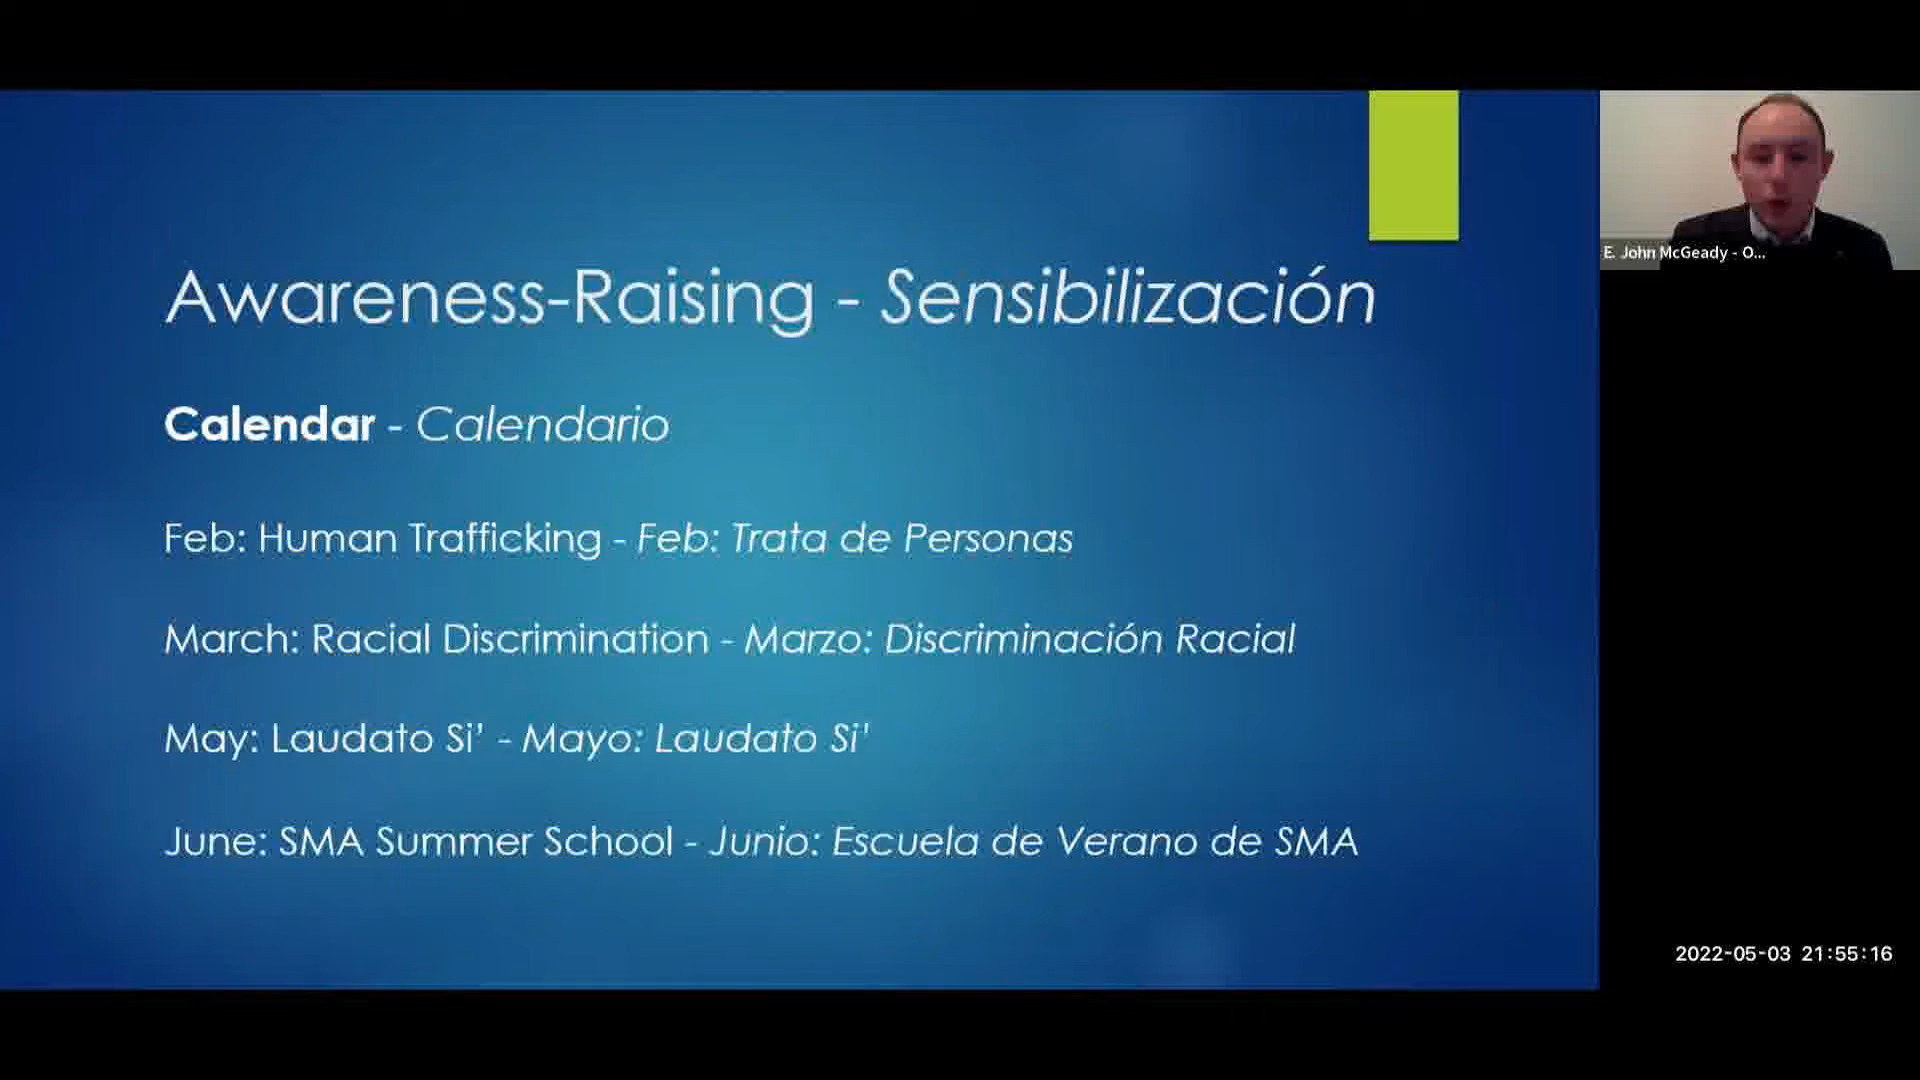 Awareness-Raising - Sensibilización
Calendar - Calendario
Feb: Human Trafficking - Feb: Trata de Personas
March: Racial Discrimination - Marzo: Discriminación Racial
May: Laudato Si’ - Mayo: Laudato Si’
June: SMA Summer School - Junio: Escuela de Verano de SMA
E. John McGeady - O...
2022-05-03 21:55:16